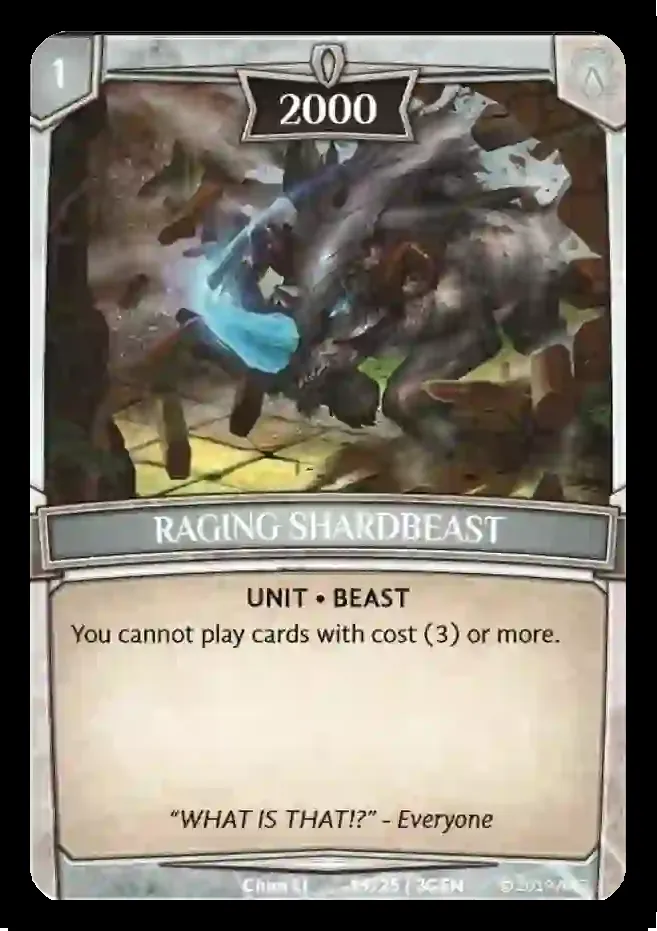 1
2000
RAGING SHARDBEAST
UNIT • BEAST
You cannot play cards with cost (3) or more.
“WHAT IS THAT!?” - Everyone